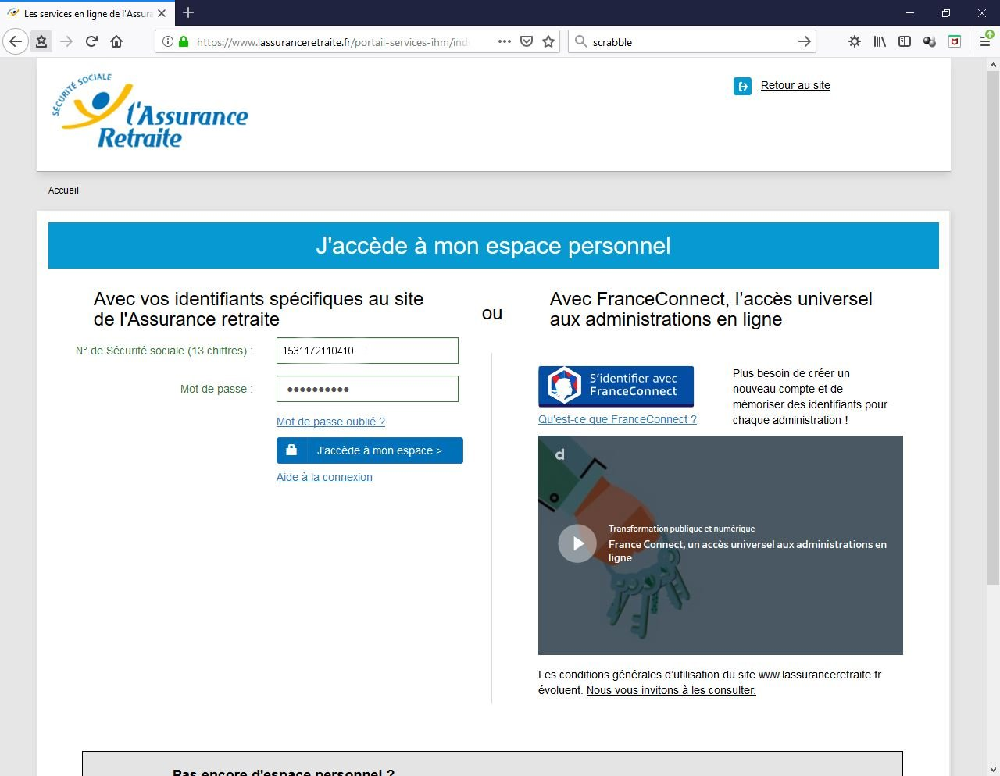 Les services en ligne de l'Assura
https://www.lassuranceretraite.fr/portail-services-ihm/ind
scrabble
SÉCURITÉ SOCIALE
l'Assurance
Retraite
Retour au site
Accueil
J'accède à mon espace personnel
Avec vos identifiants spécifiques au site
de l'Assurance retraite
N° de Sécurité sociale (13 chiffres) :
1531172110410
Mot de passe :
●●●●●●●●●●
Mot de passe oublié ?
J'accède à mon espace >
Aide à la connexion
ou
Avec FranceConnect, l’accès universel
aux administrations en ligne
S’identifier avec
FranceConnect
Qu'est-ce que FranceConnect ?
Plus besoin de créer un
nouveau compte et de
mémoriser des identifiants pour
chaque administration !
d
Transformation publique et numérique
France Connect, un accès universel aux administrations en
ligne
Les conditions générales d’utilisation du site www.lassuranceretraite.fr
évoluent. Nous vous invitons à les consulter.
Pas encore d'espace personnel ?